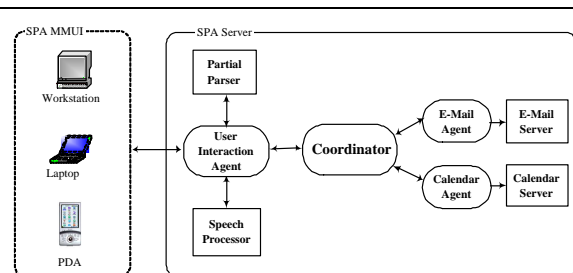 SPA MMUI
Workstation
Laptop
PDA
SPA Server
Partial
Parser
User
Interaction
Agent
Speech
Processor
Coordinator
E-Mail
Agent
E-Mail
Server
Calendar
Agent
Calendar
Server